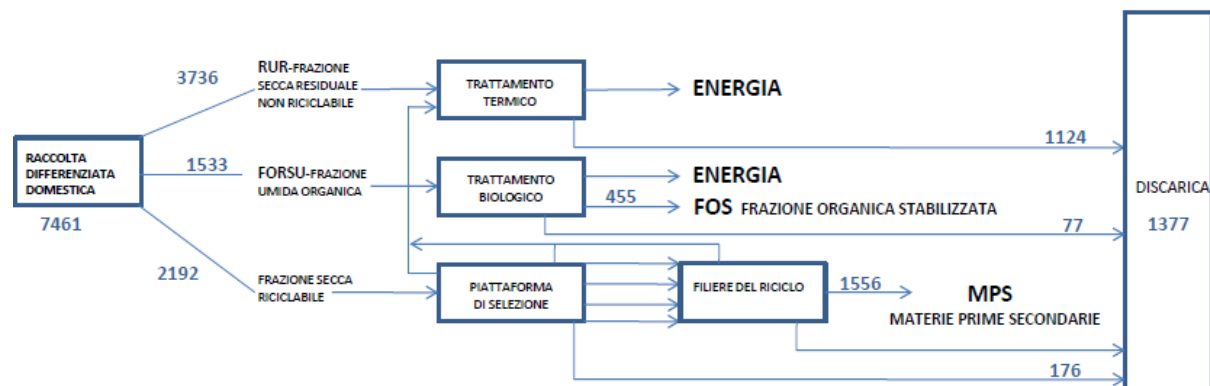 3736
RUR-FRAZIONE
SECCA RESIDUALE
NON RICICLABILE
TRATTAMENTO
TERMICO
ENERGIA
1124
RACCOLTA
DIFFERENZIATA
DOMESTICA
7461
1533
FORSU-FRAZIONE
UMIDA ORGANICA
TRATTAMENTO
BIOLOGICO
ENERGIA
455
FOS FRAZIONE ORGANICA STABILIZZATA
77
DISCARICA
1377
2192
FRAZIONE SECCA
RICICLABILE
PIATTAFORMA
DI SELEZIONE
FILIERE DEL RICICLO
1556
MPS
MATERIE PRIME SECONDARIE
176